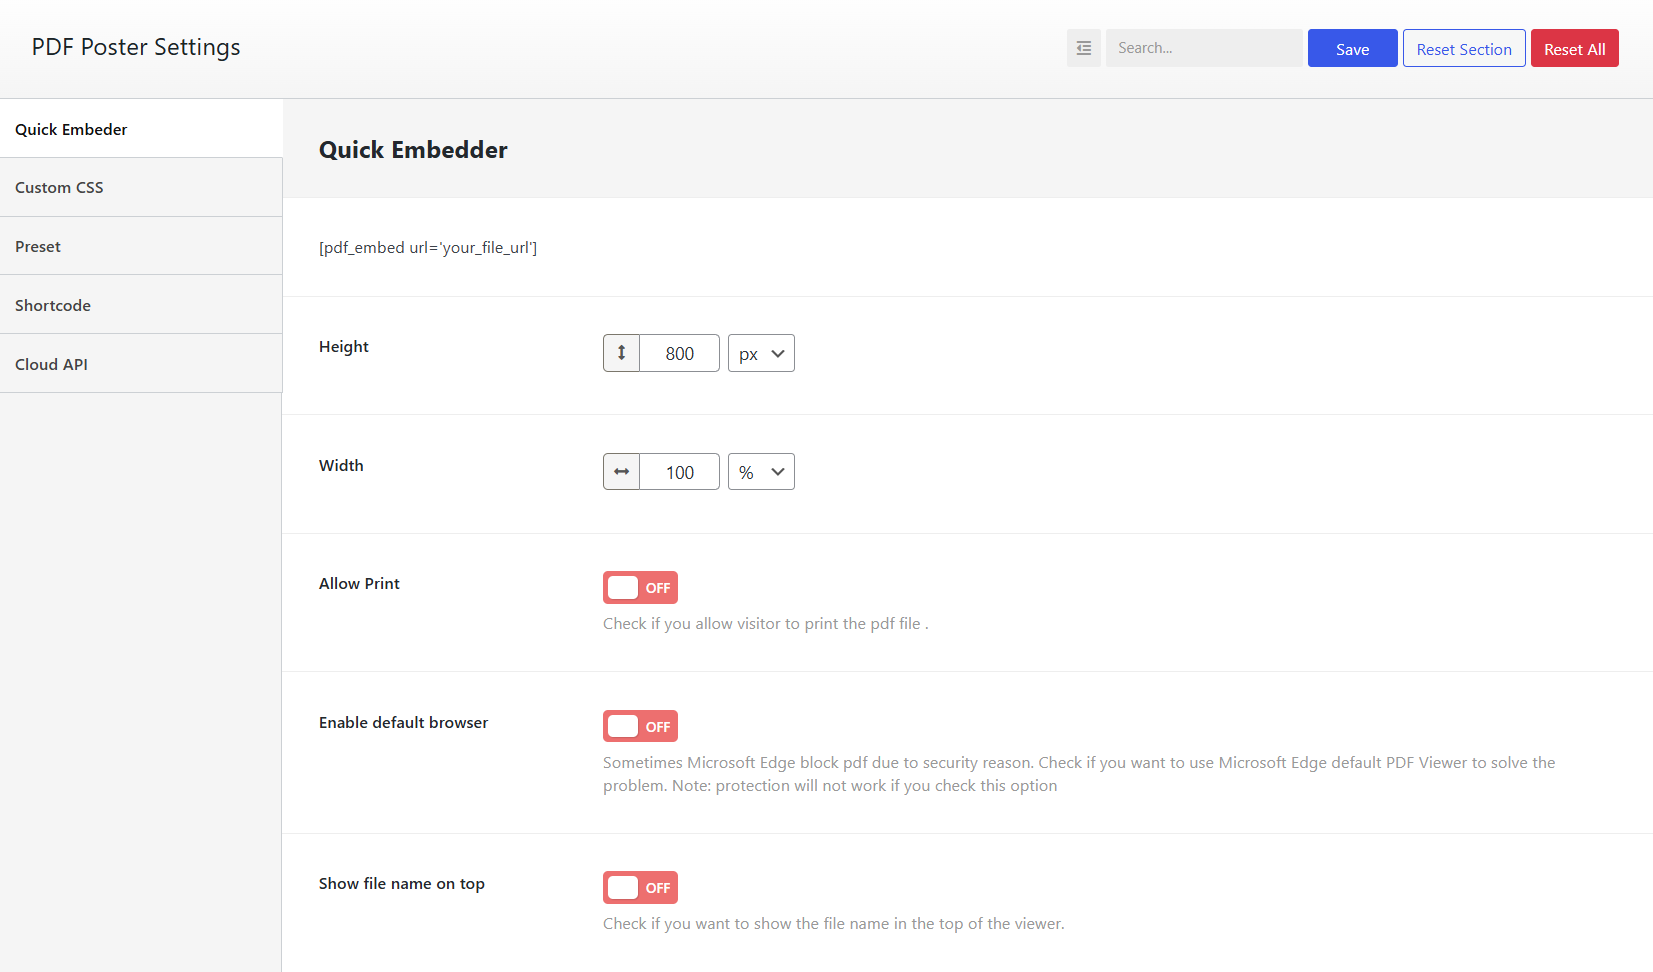 PDF Poster Settings
Search...
Save
Reset Section
Reset All
Quick Embeder
Custom CSS
Preset
Shortcode
Cloud API
Quick Embedder
[pdf_embed url='your_file_url']
Height
800
px
Width
100
%
Allow Print
OFF
Check if you allow visitor to print the pdf file .
Enable default browser
OFF
Sometimes Microsoft Edge block pdf due to security reason. Check if you want to use Microsoft Edge default PDF Viewer to solve the
problem. Note: protection will not work if you check this option
Show file name on top
OFF
Check if you want to show the file name in the top of the viewer.